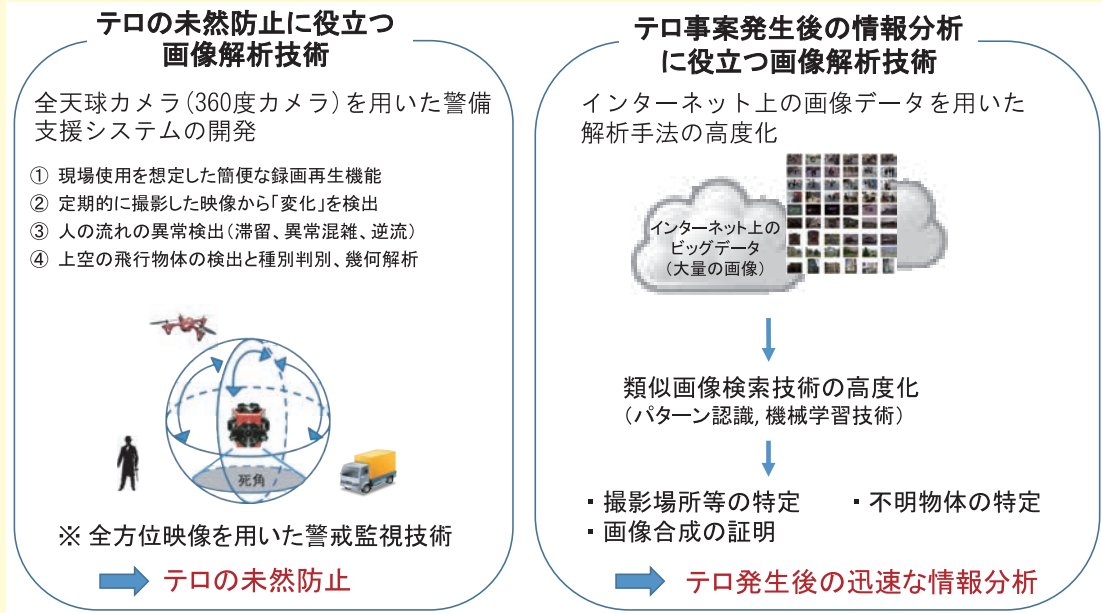 テロの未然防止に役立つ
画像解析技術
全天球カメラ(360度カメラ)を用いた警備
支援システムの開発
① 現場使用を想定した簡便な録画再生機能
② 定期的に撮影した映像から「変化」を検出
③ 人の流れの異常検出(滞留、異常混雑、逆流)
④ 上空の飛行物体の検出と種別判別、幾何解析
死角
※ 全方位映像を用いた警戒監視技術
テロの未然防止
テロ事案発生後の情報分析
に役立つ画像解析技術
インターネット上の画像データを用いた
解析手法の高度化
インターネット上の
ビッグデータ
(大量の画像)
類似画像検索技術の高度化
(パターン認識, 機械学習技術)
・撮影場所等の特定 ・不明物体の特定
・画像合成の証明
テロ発生後の迅速な情報分析